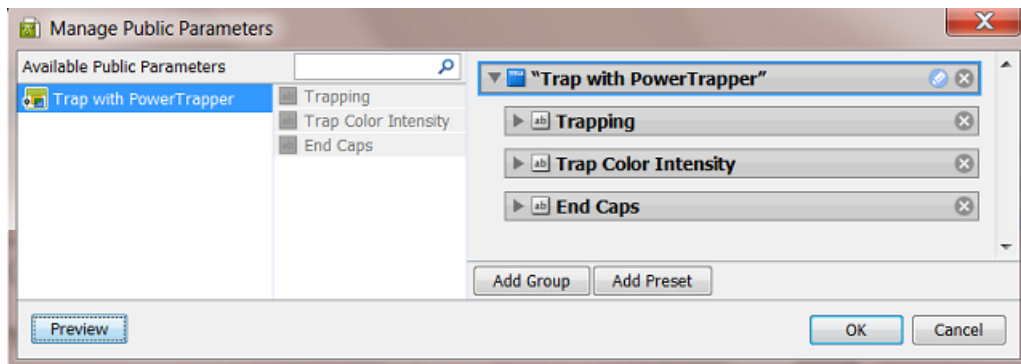 Manage Public Parameters
Available Public Parameters
Trap with PowerTrapper
Trapping
Trap Color Intensity
End Caps
"Trap with PowerTrapper"
Trapping
Trap Color Intensity
End Caps
Add Group
Add Preset
Preview
OK
Cancel